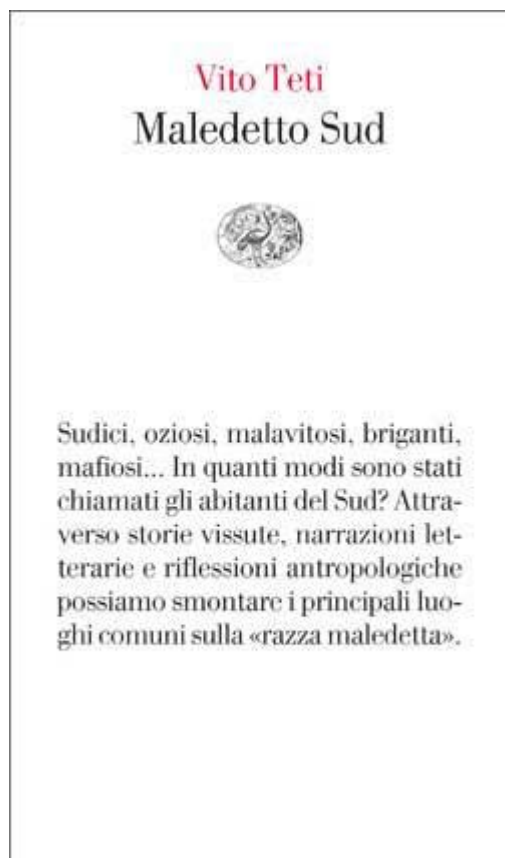 Vito Teti
Maledetto Sud
Sudici, oziosi, malavitosi, briganti,
mafiosi... In quanti modi sono stati
chiamati gli abitanti del Sud? Attra-
verso storie vissute, narrazioni let-
terarie e riflessioni antropologiche
possiamo smontare i principali luo-
ghi comuni sulla «razza maledetta».